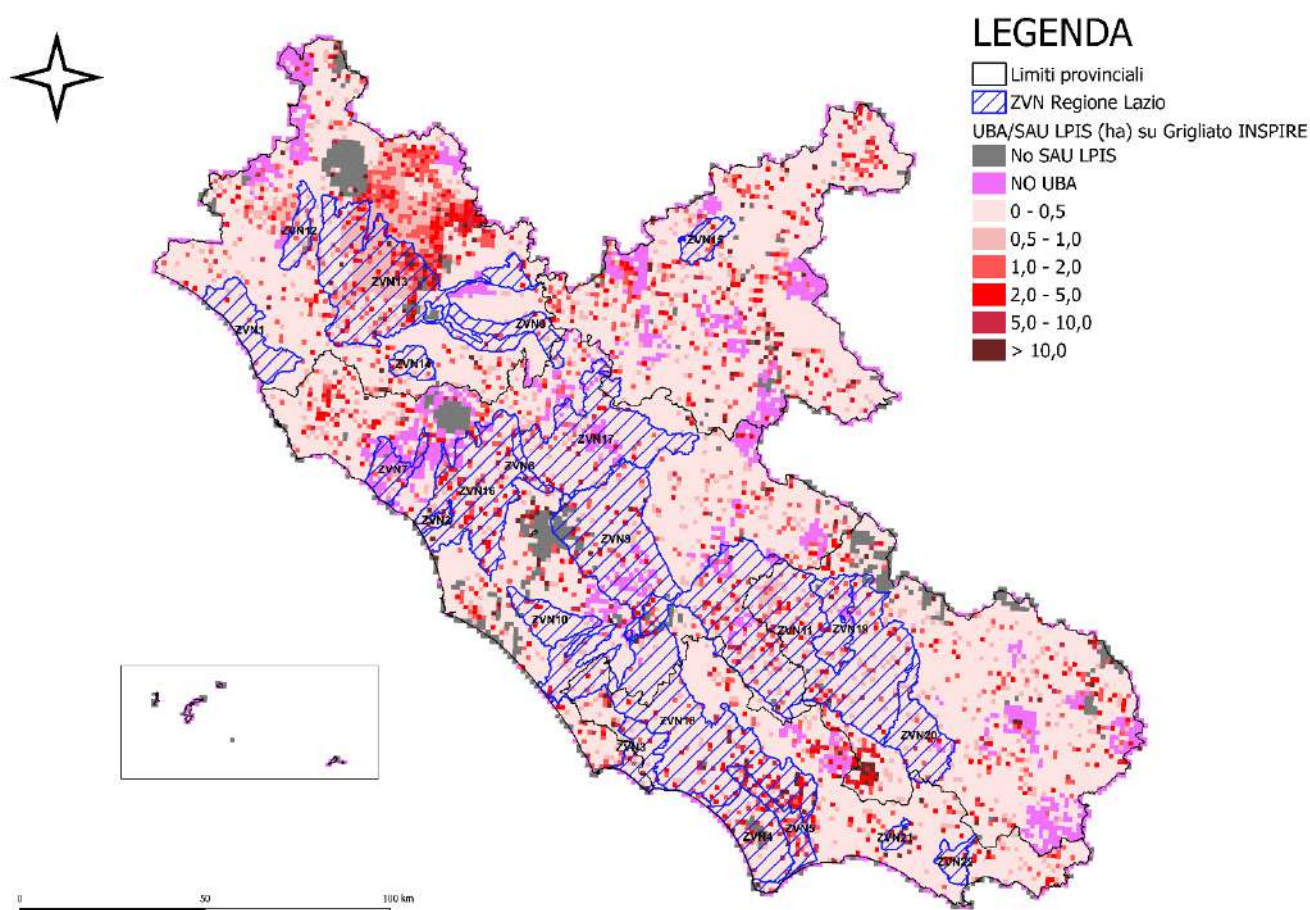 LEGENDA
Limiti provinciali
ZVN Regione Lazio
UBA/SAU LPIS (ha) su Grigliato INSPIRE
No SAU LPIS
NO UBA
0 - 0,5
0,5 - 1,0
1,0 - 2,0
2,0 - 5,0
5,0 - 10,0
> 10,0
ZVN12
ZVN15
ZVN13
ZVN1
ZVN14
ZVN17
ZVN7
ZVN16
ZVN2
ZVN9
ZVN10
ZVN11
ZVN19
ZVN18
ZVN3
ZVN20
ZVN4
ZVN5
ZVN21
ZVN22
0 50 100 km